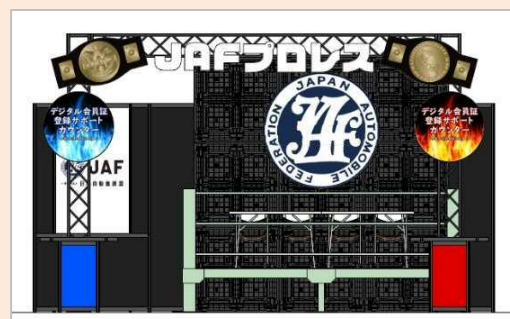 JAFプロレス
JAPAN AUTOMOBILE FEDERATION
JAF
デジタル会員証
登録サポート
カウンター
デジタル会員証
登録サポート
カウンター
JAF